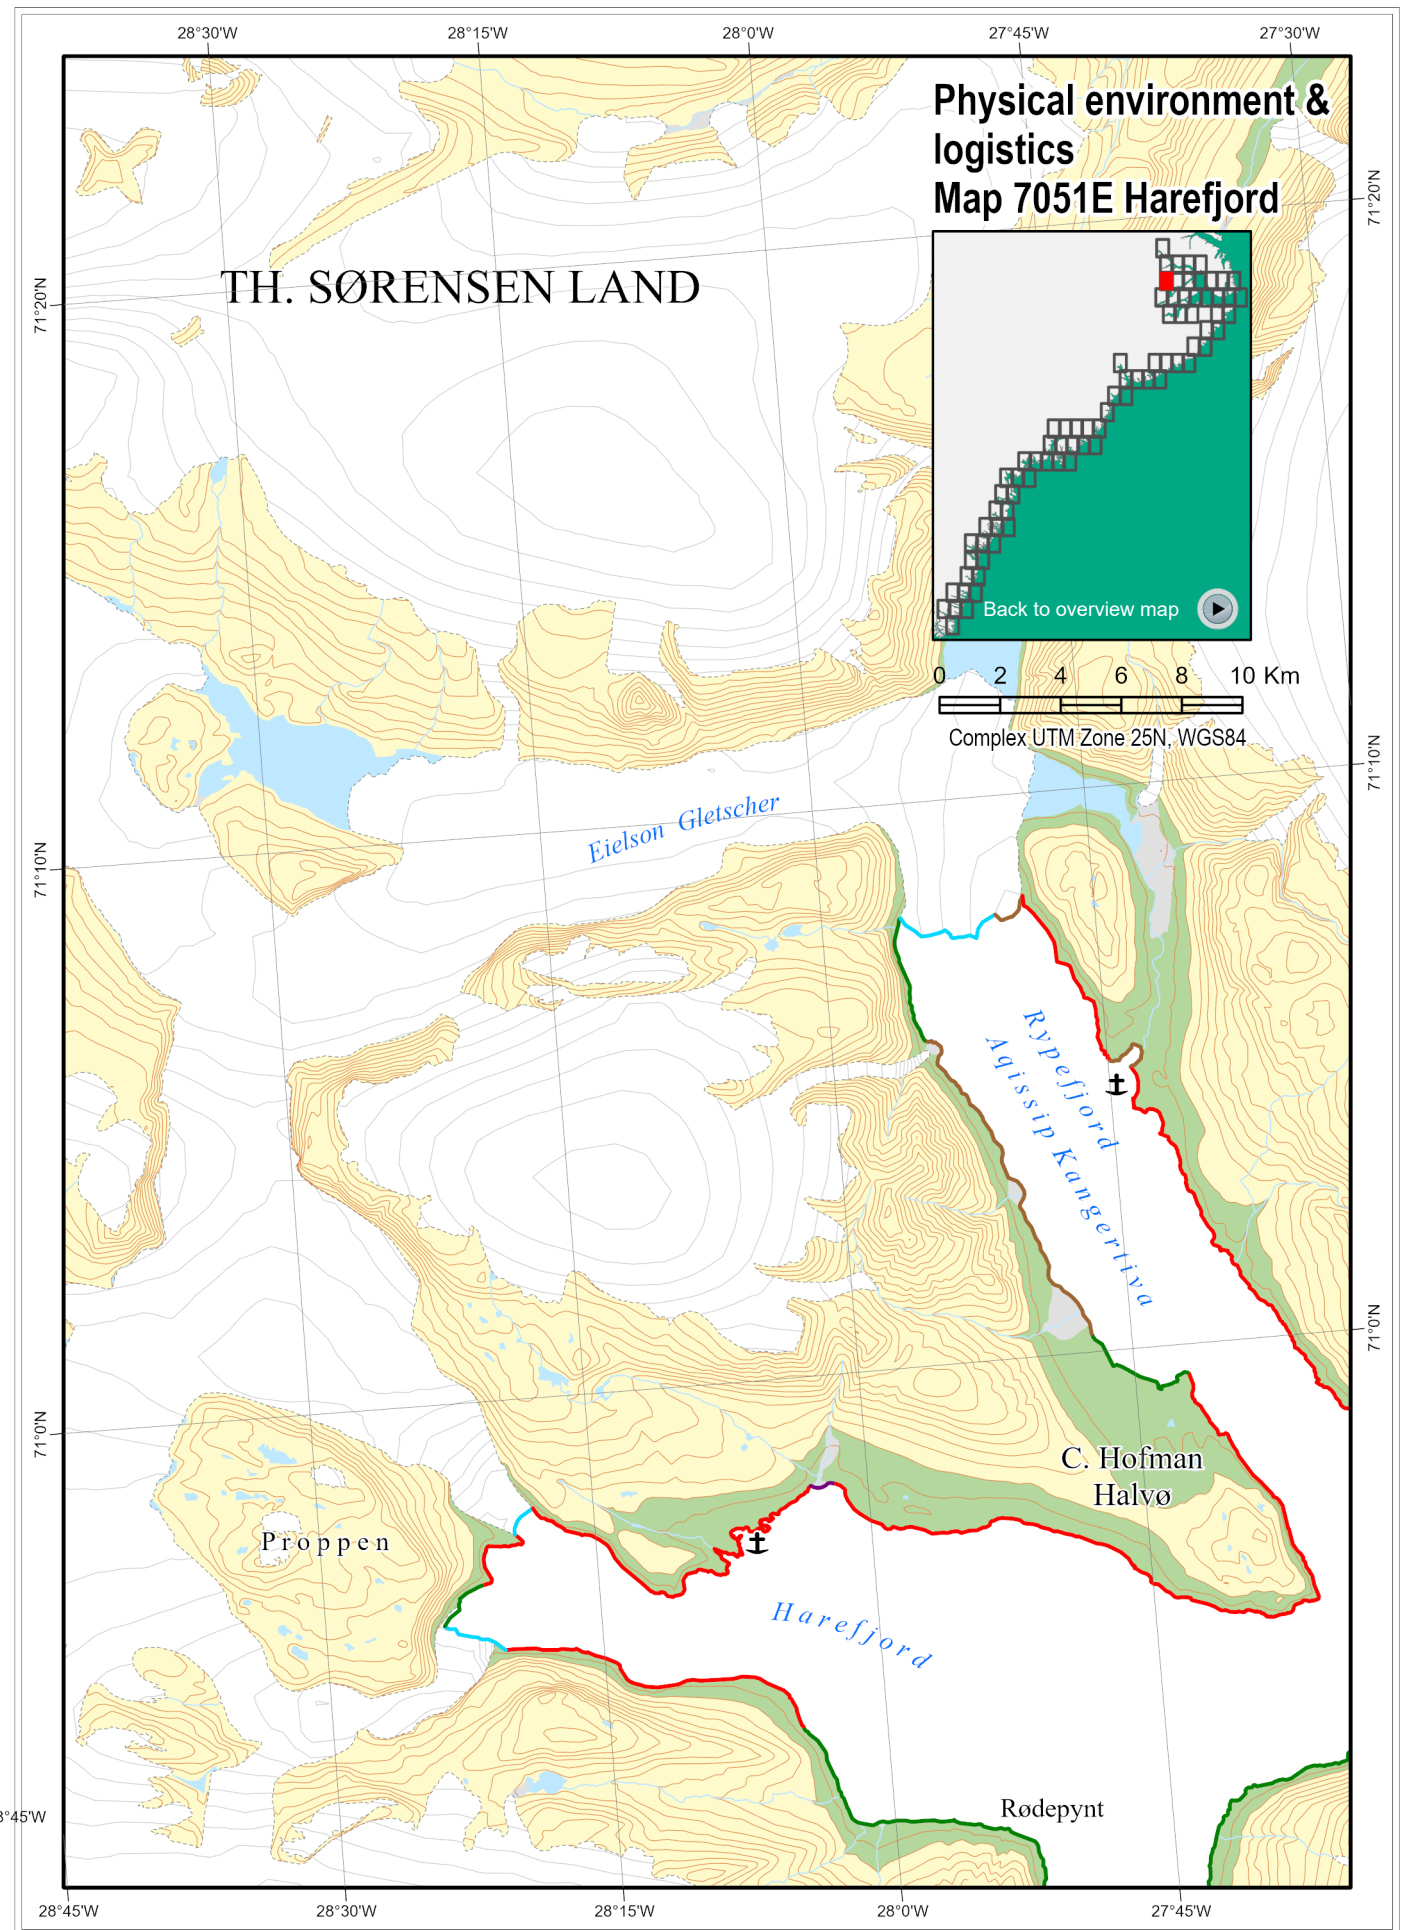 28°30'W
28°15'W
28°0'W
27°45'W
27°30'W
Physical environment &
logistics
Map 7051E Harefjord
71°20'N
71°20'N
TH. SØRENSEN LAND
Back to overview map
0 2 4 6 8 10 Km
Complex UTM Zone 25N, WGS84
71°10'N
71°10'N
Eielson Gletscher
Rypefjord
Aqissip Kangertiva
71°0'N
71°0'N
C. Hofman
Halvø
Proppen
Harefjord
Rødepynt
8°45'W
28°45'W
28°30'W
28°15'W
28°0'W
27°45'W